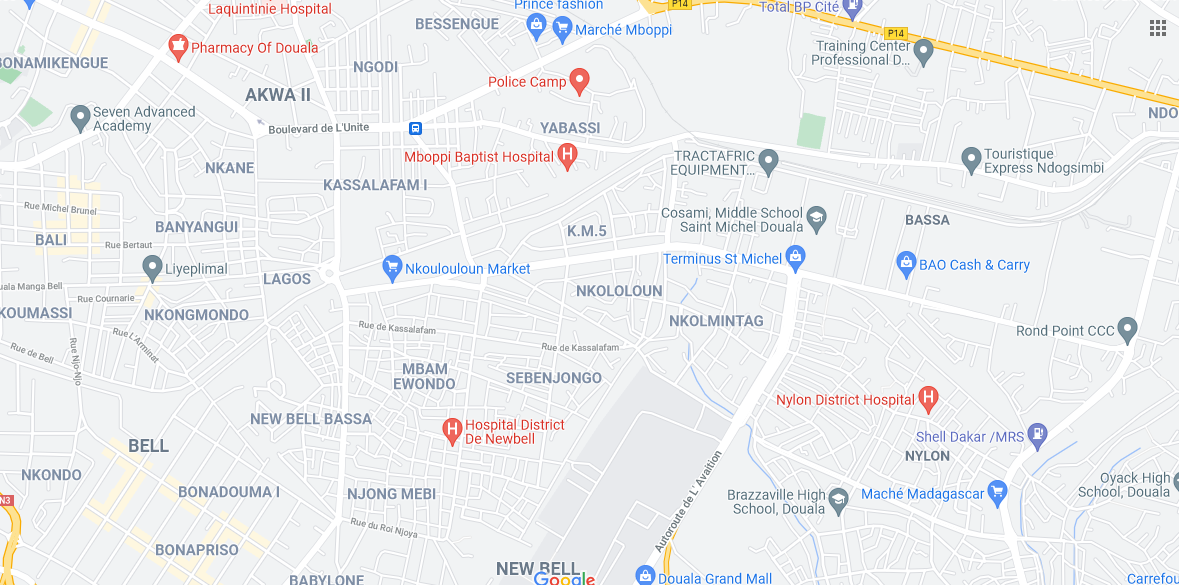 Laquintinie Hospital
Prince fashion
P14
Total BP Cité
BESSENGUE
Marché Mboppi
P14
Pharmacy Of Douala
Training Center
Professional D...
BONAMIKENGUE
NGODI
Police Camp
AKWA II
Seven Advanced
Academy
NDO
Boulevard de L'Unite
YABASSI
Mboppi Baptist Hospital
TRACTAFRIC
EQUIPMENT...
Touristique
Express Ndogsimbi
NKANE
KASSALAFAM I
Rue Michel Brunel
Cosami, Middle School
Saint Michel Douala
BASSA
BANYANGUI
K.M.5
BALI
Rue Bertaut
Liyeplimal
Nkoulouloun Market
Terminus St Michel
BAO Cash & Carry
LAGOS
uala Manga Bell
Rue Cournarie
NKOLOLOUN
KOUMASSI
NKONGMONDO
NKOLMINTAG
Rue de Kassalafam
Rond Point CCC
Rue L'Arminat
Rue de Bell
Rue Njo-Njo
Rue de Kassalafam
MBAM
EWONDO
SEBENJONGO
Nylon District Hospital
NEW BELL BASSA
Hospital District
De Newbell
Shell Dakar /MRS
BELL
NYLON
NKONDO
Oyack High
School, Douala
BONADOUMA I
NJONG MEBI
Brazzaville High
School, Douala
Maché Madagascar
N3
Autoroute de L' Avaition
Rue du Roi Njoya
BONAPRISO
NEW BELL
BABYLONE
Google
Douala Grand Mall
Carrefou